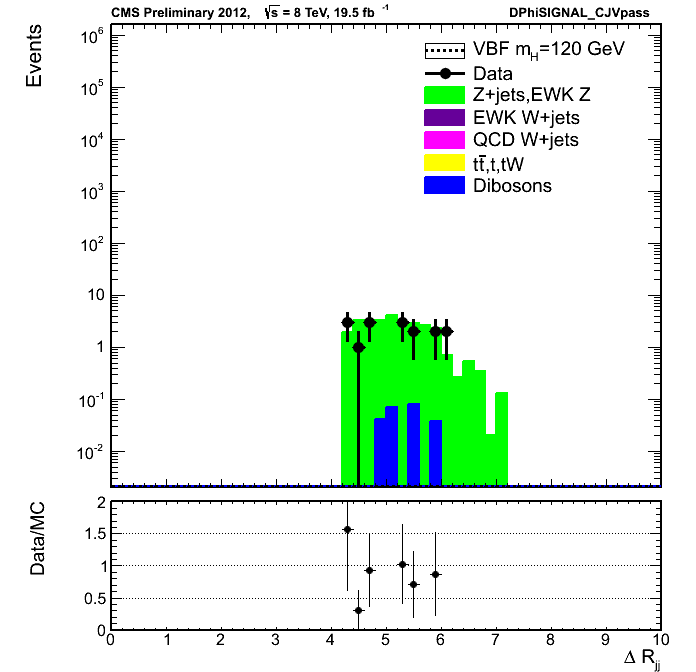 CMS Preliminary 2012, √s = 8 TeV, 19.5 fb⁻¹ DPhiSIGNAL_CJVpass
Events
10⁶
10⁵
10⁴
10³
10²
10
1
10⁻¹
10⁻²
VBF m_H=120 GeV
Data
Z+jets,EWK Z
EWK W+jets
QCD W+jets
tt̄,t,tW
Dibosons
Data/MC
2
1.5
1
0.5
0
0 1 2 3 4 5 6 7 8 9 10
Δ R_jj